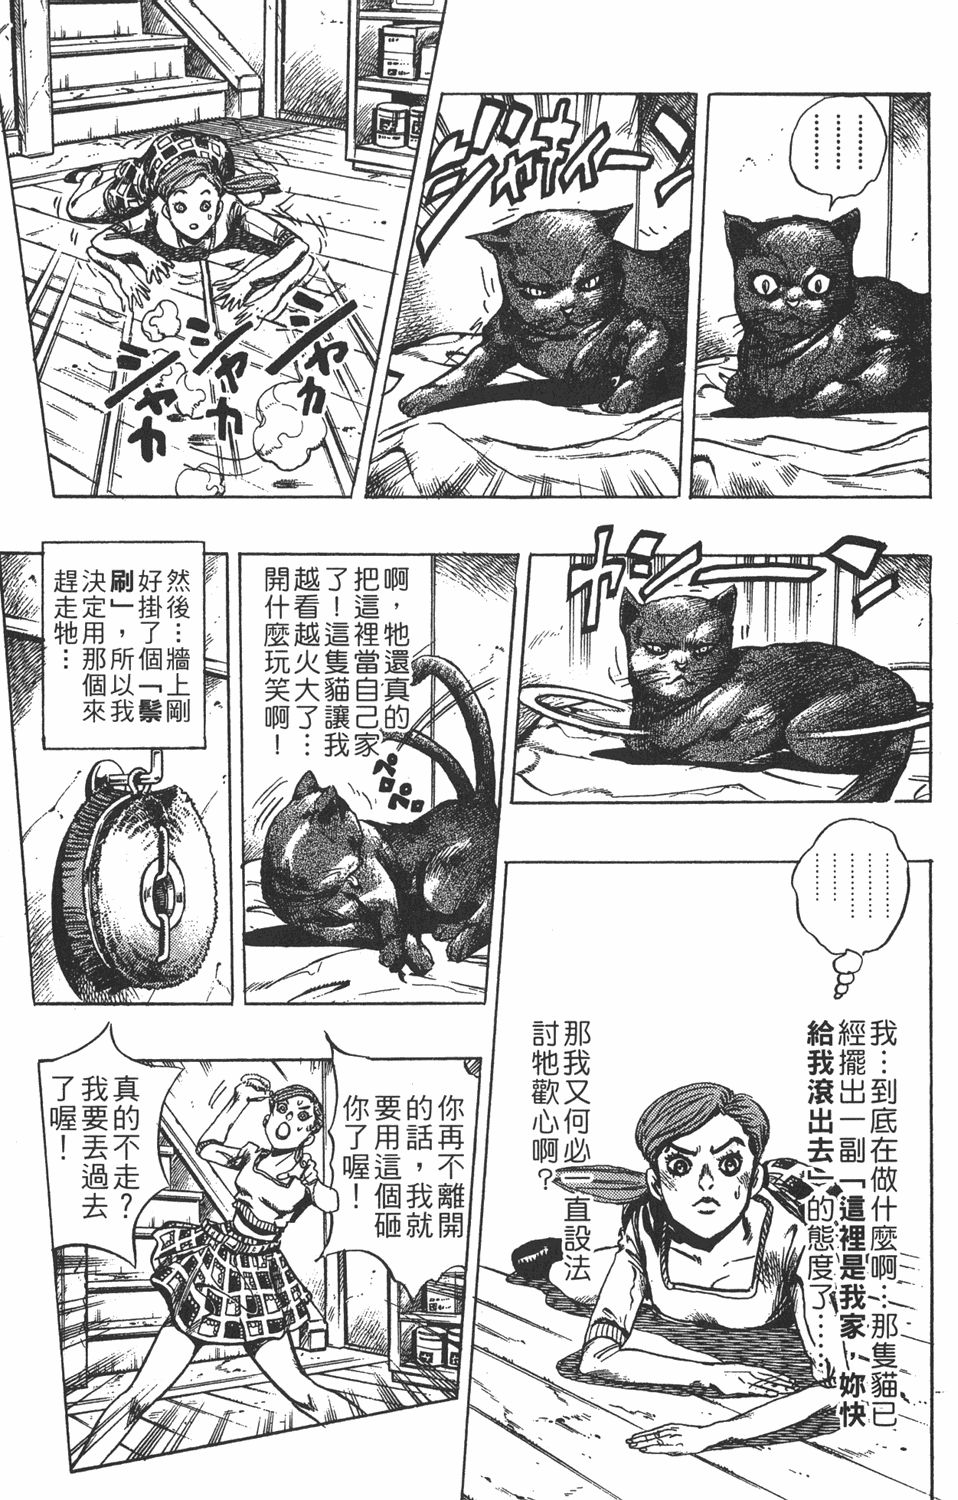 ………
………
………
ジャキィーン
シャカ
シャカ
シャカ
ガシーーン
啊，牠還真的
把這裡當自己家
了！這隻貓讓我
越看越火大了…
開什麼玩笑啊！
ペロ
ペロ
然後…牆上剛
好掛了個「鬃
刷」，所以我
決定用那個來
趕走牠…
…………
…………
…………
我…到底在做什麼啊…那隻貓已
經擺出一副「這裡是我家，妳快
給我滾出去」的態度了……
那我又何必一直設法
討牠歡心啊？
你再不離開
的話，我就
要用這個砸
你了喔！
真的不走？
我要丟過去
了喔！